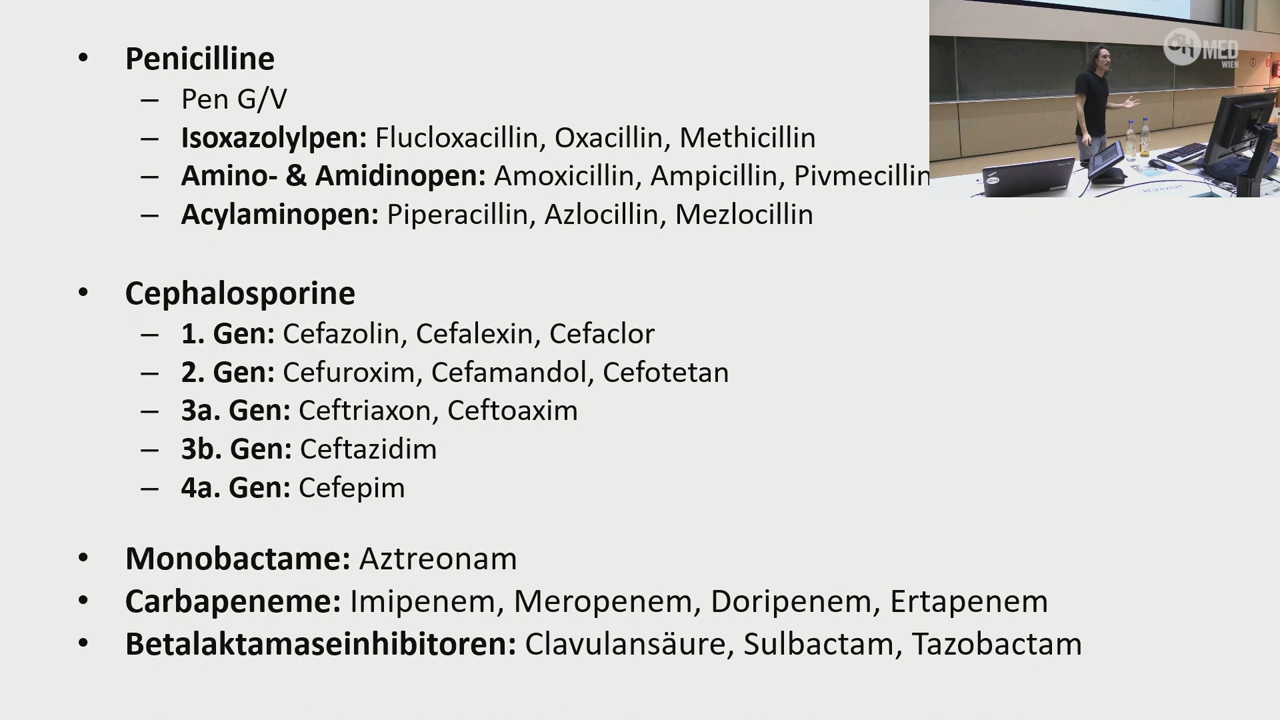 • Penicilline
– Pen G/V
– Isoxazolylpen: Flucloxacillin, Oxacillin, Methicillin
– Amino- & Amidinopen: Amoxicillin, Ampicillin, Pivmecillin
– Acylaminopen: Piperacillin, Azlocillin, Mezlocillin
• Cephalosporine
– 1. Gen: Cefazolin, Cefalexin, Cefaclor
– 2. Gen: Cefuroxim, Cefamandol, Cefotetan
– 3a. Gen: Ceftriaxon, Ceftoaxim
– 3b. Gen: Ceftazidim
– 4a. Gen: Cefepim
• Monobactame: Aztreonam
• Carbapeneme: Imipenem, Meropenem, Doripenem, Ertapenem
• Betalaktamaseinhibitoren: Clavulansäure, Sulbactam, Tazobactam
MED
WIEN